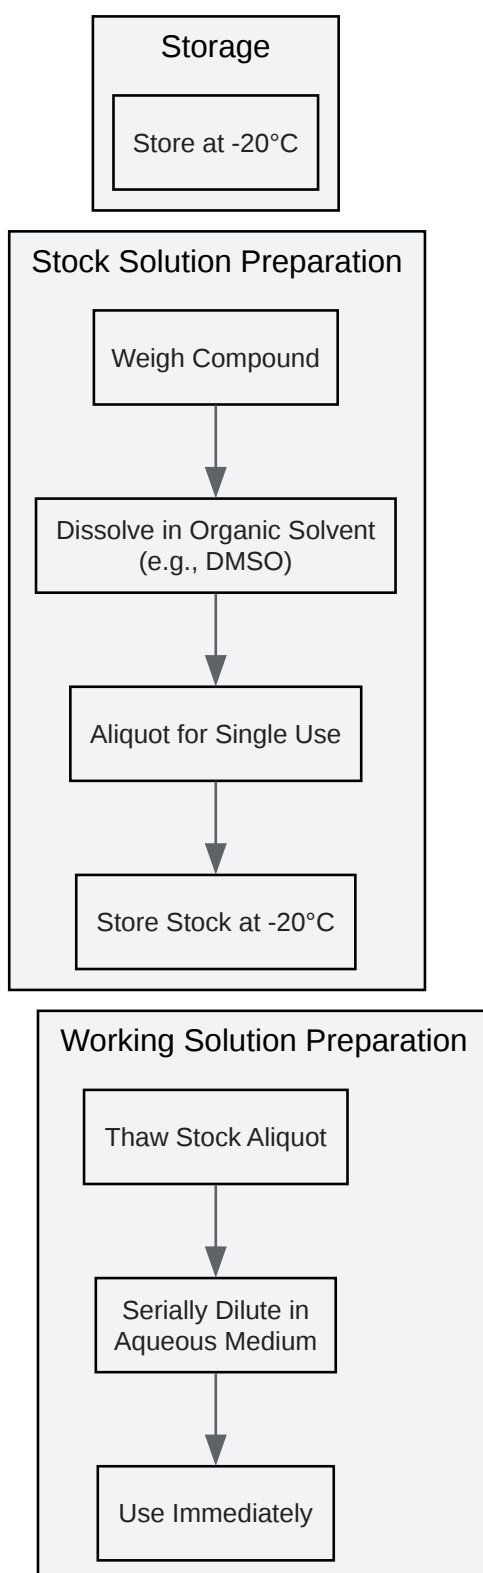 Storage
Store at -20°C
Stock Solution Preparation
Weigh Compound
Dissolve in Organic Solvent
(e.g., DMSO)
Aliquot for Single Use
Store Stock at -20°C
Working Solution Preparation
Thaw Stock Aliquot
Serially Dilute in
Aqueous Medium
Use Immediately